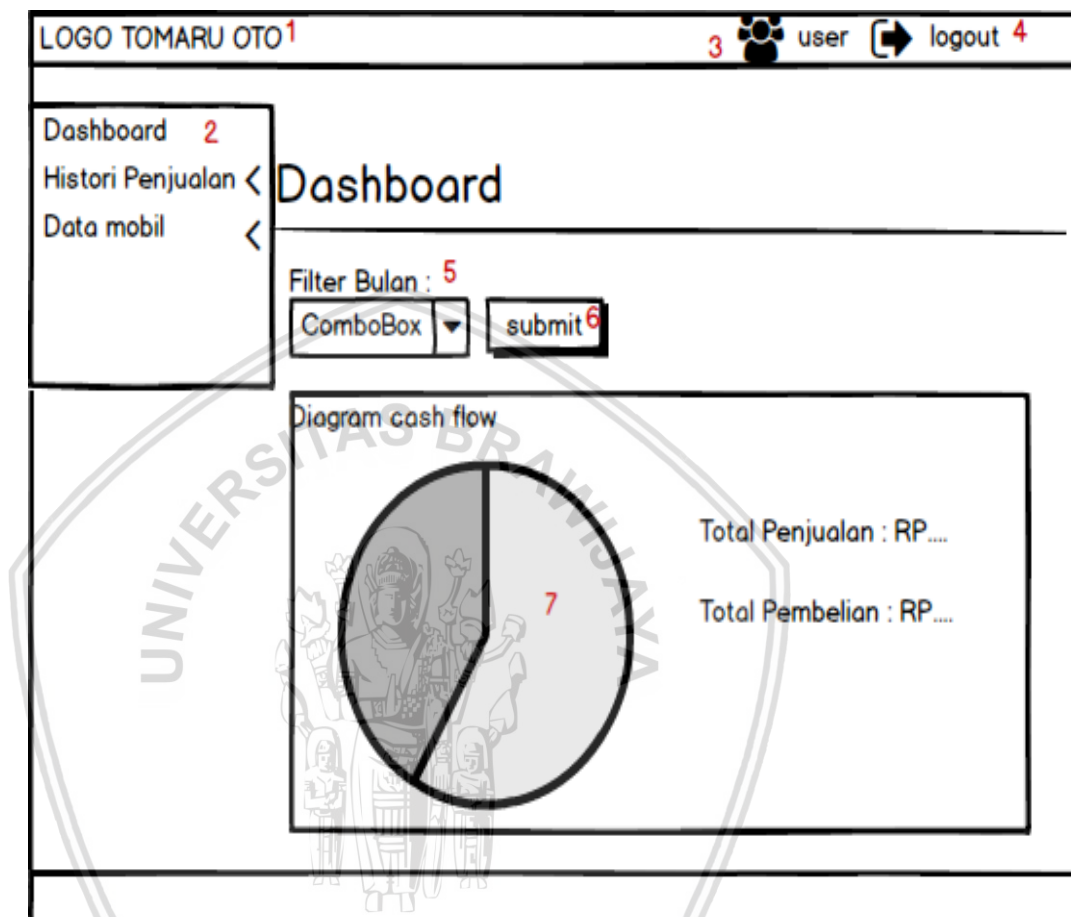 LOGO TOMARU OTO 1
3 user logout 4
Dashboard 2
Histori Penjualan <
Data mobil <
Dashboard
Filter Bulan : 5
ComboBox submit 6
Diagram cash flow
7
Total Penjualan : RP....
Total Pembelian : RP....
UNIVERSITAS BRAWIJAYA